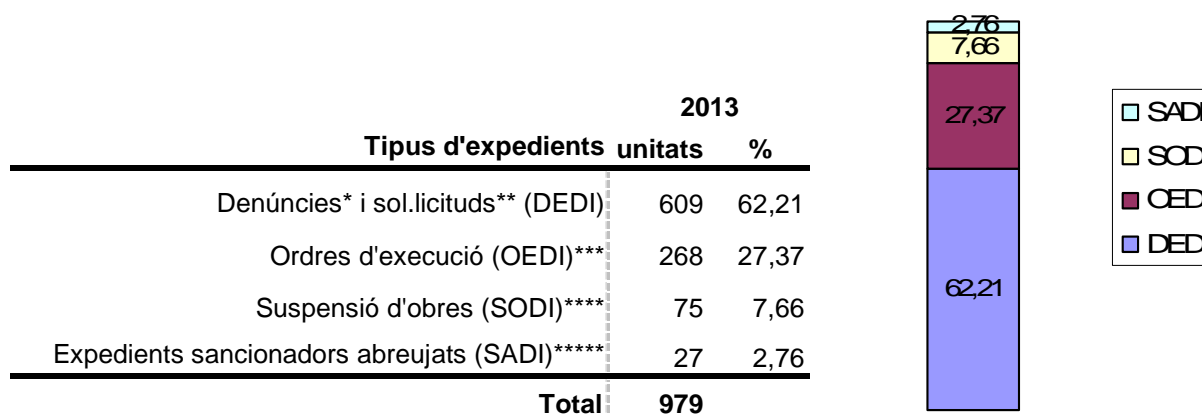 2013
Tipus d'expedients unitats %
Denúncies* i sol.licituds** (DEDI) 609 62,21
Ordres d'execució (OEDI)*** 268 27,37
Suspensió d'obres (SODI)**** 75 7,66
Expedients sancionadors abreujats (SADI)***** 27 2,76
Total 979
2,76
7,66
27,37
62,21
SADI
SODI
OEDI
DEDI